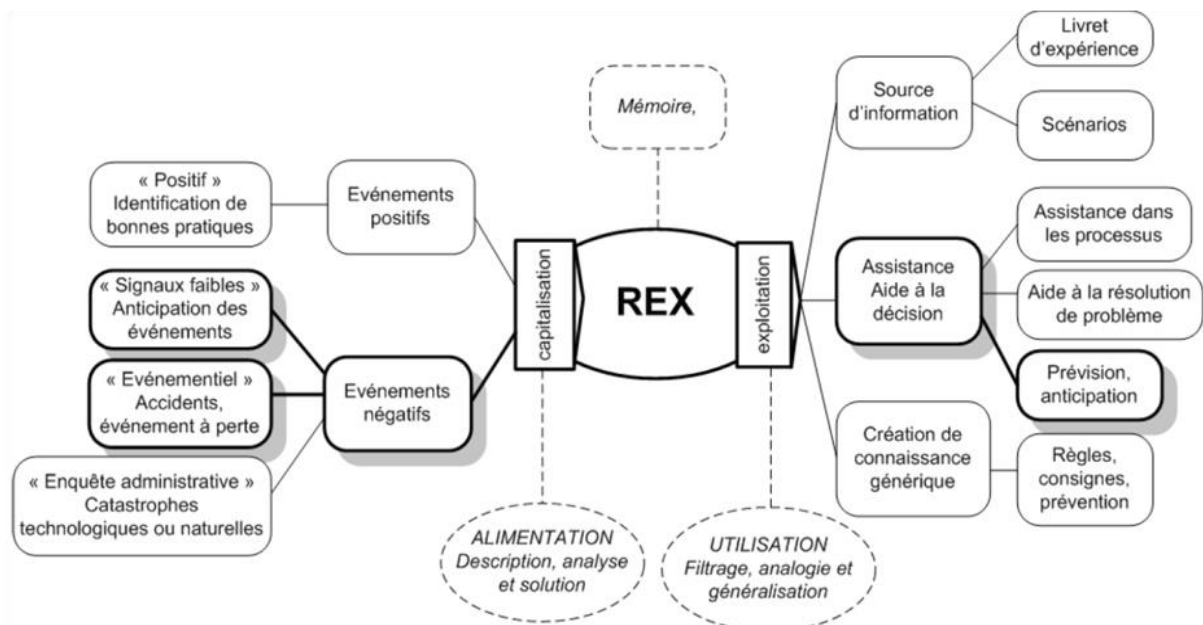 « Positif »
Identification de
bonnes pratiques
« Signaux faibles »
Anticipation des
événements
« Evénementiel »
Accidents,
événement à perte
« Enquête administrative »
Catastrophes
technologiques ou naturelles
Evénements
positifs
Evénements
négatifs
capitalisation
ALIMENTATION
Description, analyse
et solution
Mémoire,
REX
exploitation
UTILISATION
Filtrage, analogie et
généralisation
Source
d'information
Assistance
Aide à la
décision
Création de
connaissance
générique
Livret
d'expérience
Scénarios
Assistance dans
les processus
Aide à la résolution
de problème
Prévision,
anticipation
Règles,
consignes,
prévention